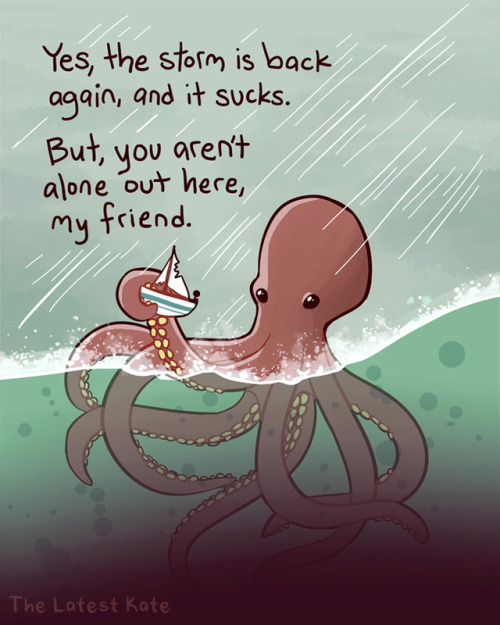 Yes, the storm is back
again, and it sucks.
But, you aren't
alone out here,
my friend.
The Latest Kate